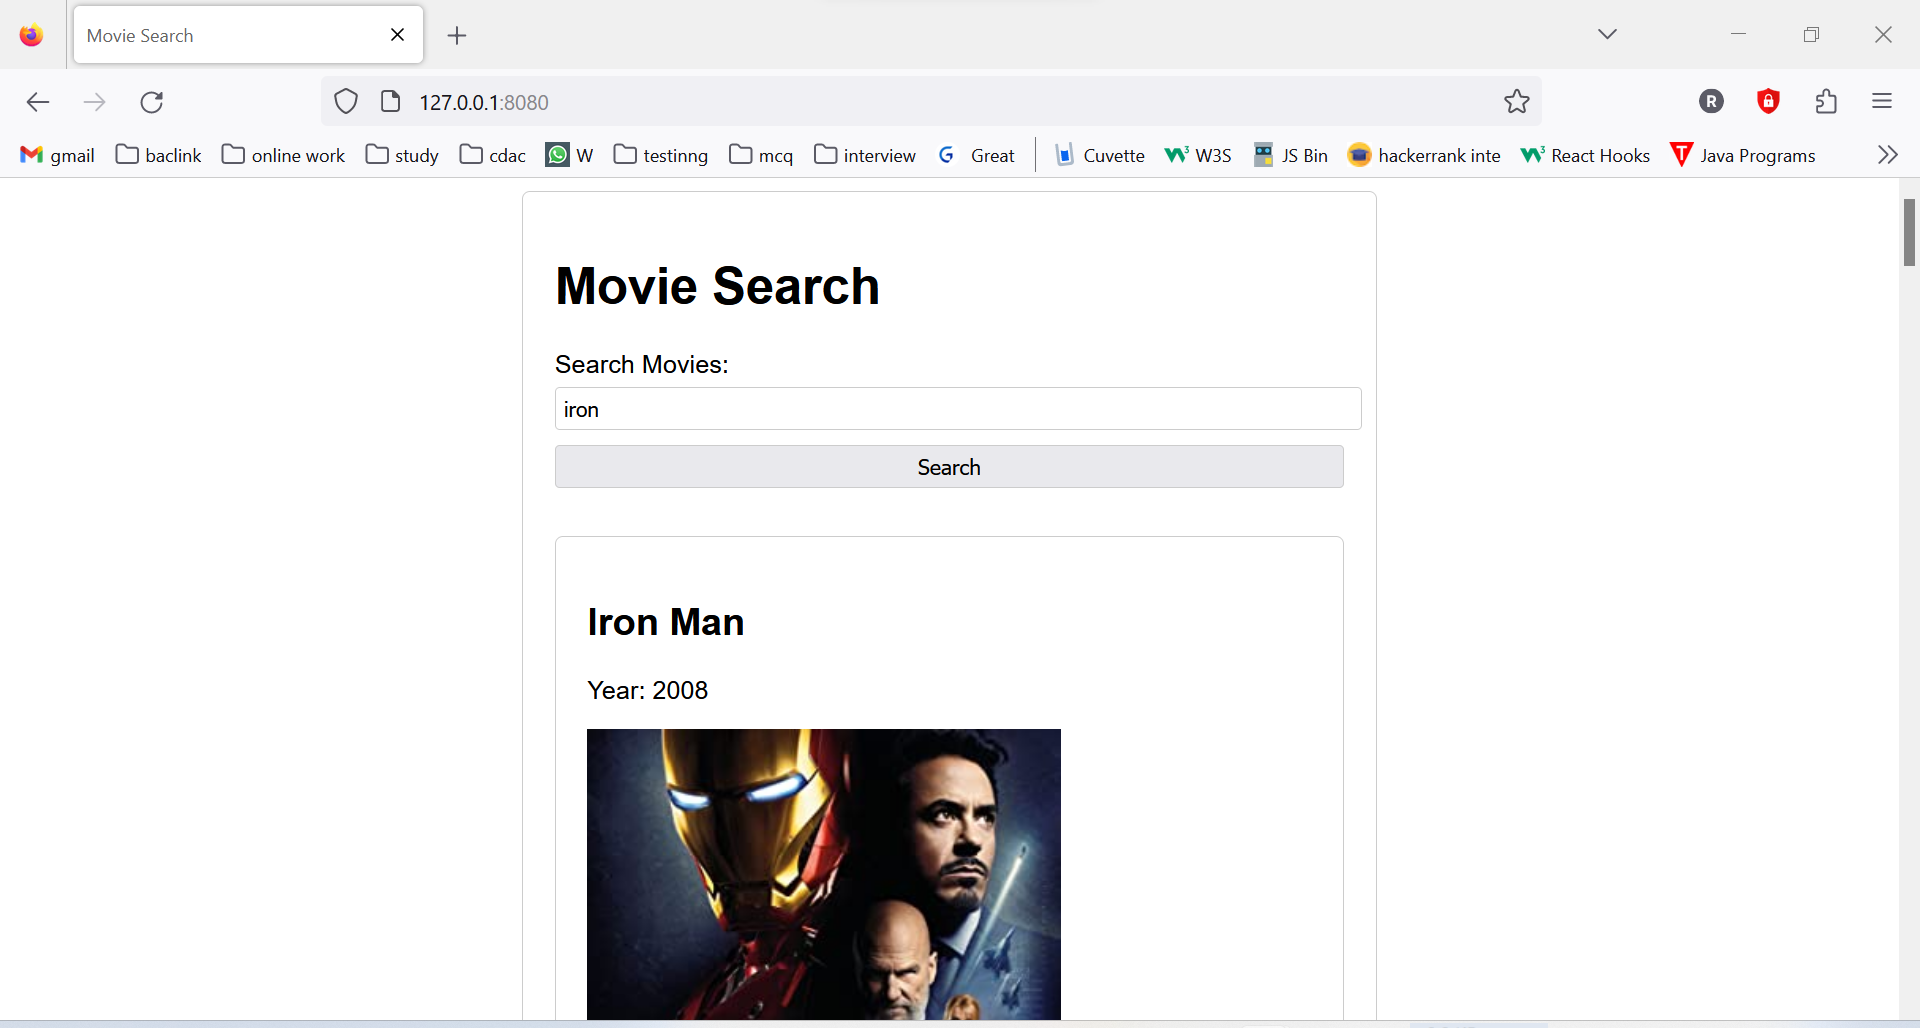 Movie Search
127.0.0.1:8080
gmail baclink online work study cdac W testinng mcq interview G Great Cuvette W3S JS Bin hackerrank inte React Hooks T Java Programs
R
Movie Search
Search Movies:
iron
Search
Iron Man
Year: 2008